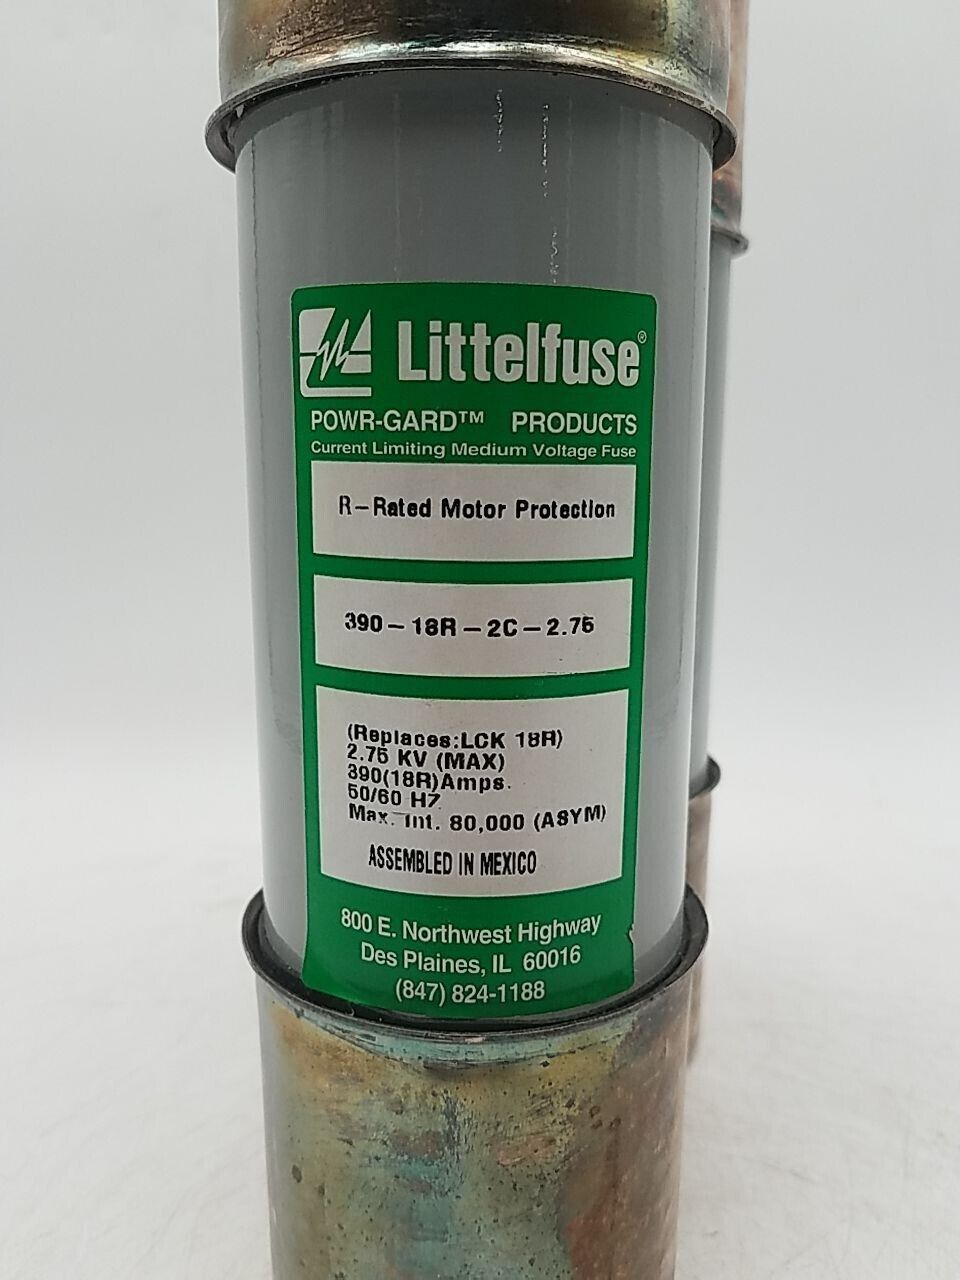 Littelfuse®
POWR-GARD™ PRODUCTS
Current Limiting Medium Voltage Fuse
R-Rated Motor Protection
390-18R-2C-2.75
(Replaces:LCK 18R)
2.75 KV (MAX)
390(18R)Amps.
50/60 HZ
Max. Int. 80,000 (ASYM)
ASSEMBLED IN MEXICO
800 E. Northwest Highway
Des Plaines, IL 60016
(847) 824-1188